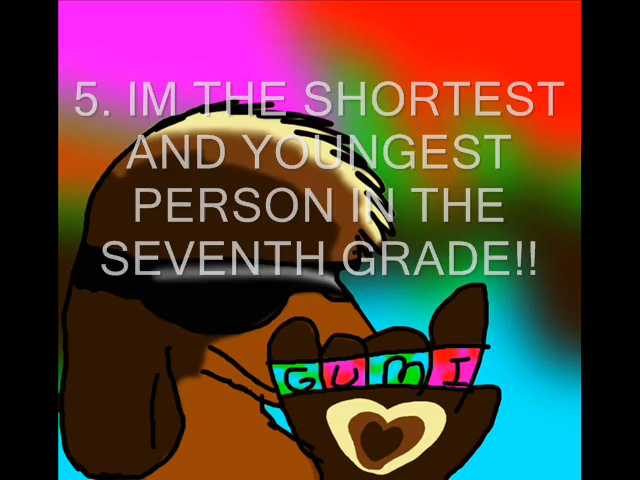 5. IM THE SHORTEST
AND YOUNGEST
PERSON IN THE
SEVENTH GRADE!!
GUMI